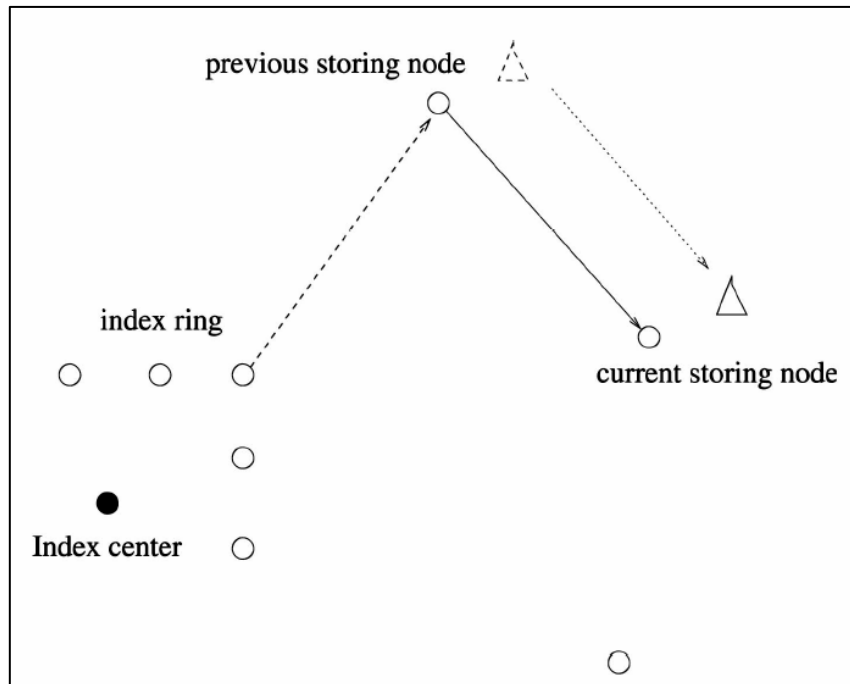 previous storing node
index ring
current storing node
Index center